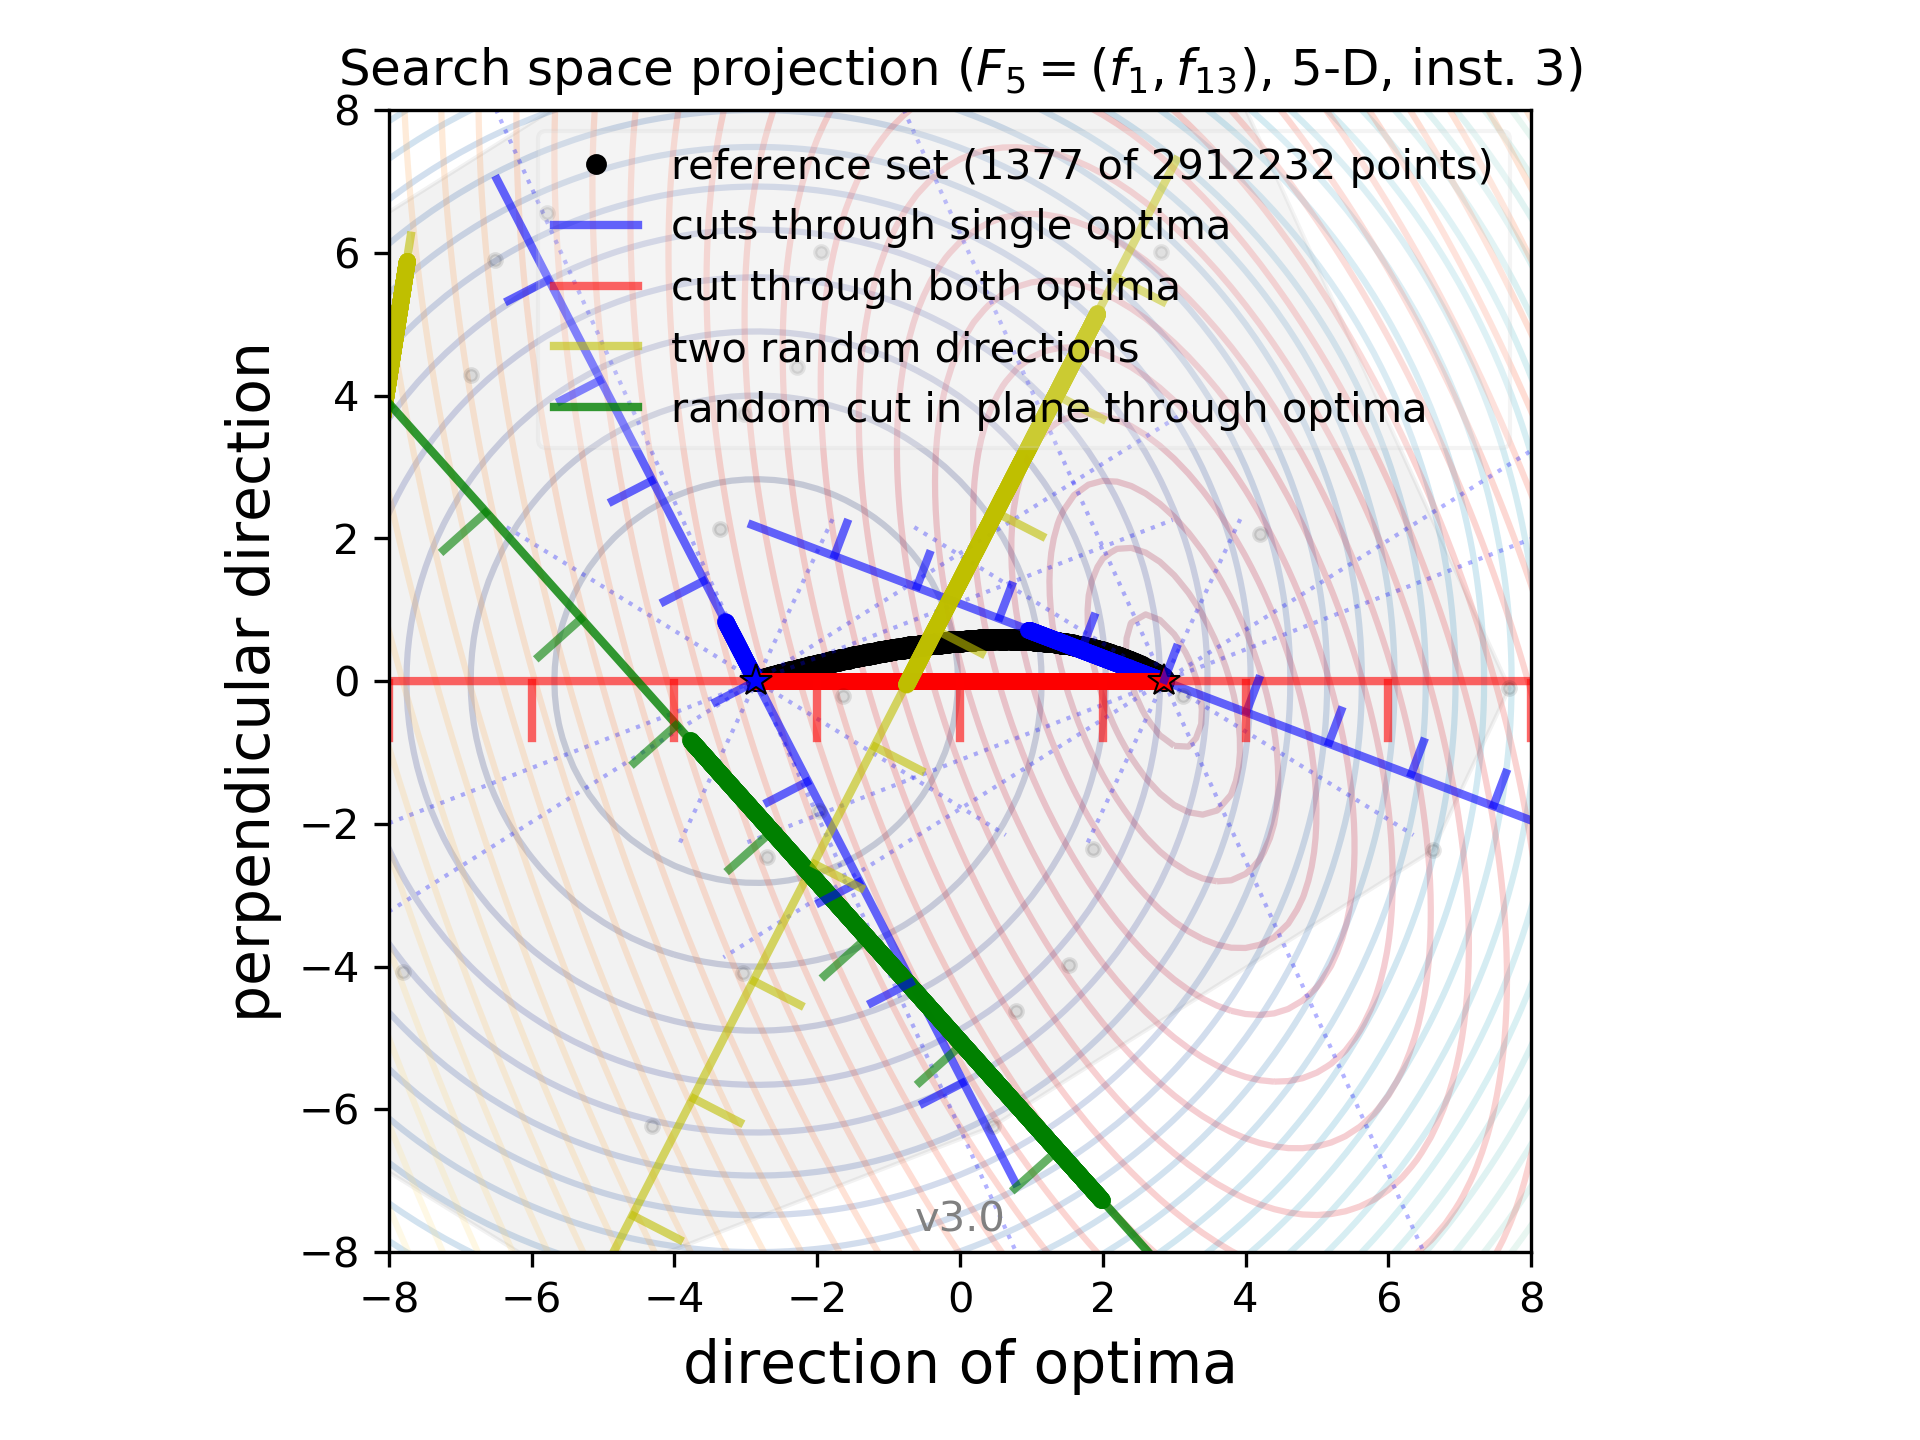 Search space projection (F₅ = (f₁, f₁₃), 5-D, inst. 3)
reference set (1377 of 2912232 points)
cuts through single optima
cut through both optima
two random directions
random cut in plane through optima
perpendicular direction
8
6
4
2
0
−2
−4
−6
−8
v3.0
−8 −6 −4 −2 0 2 4 6 8
direction of optima